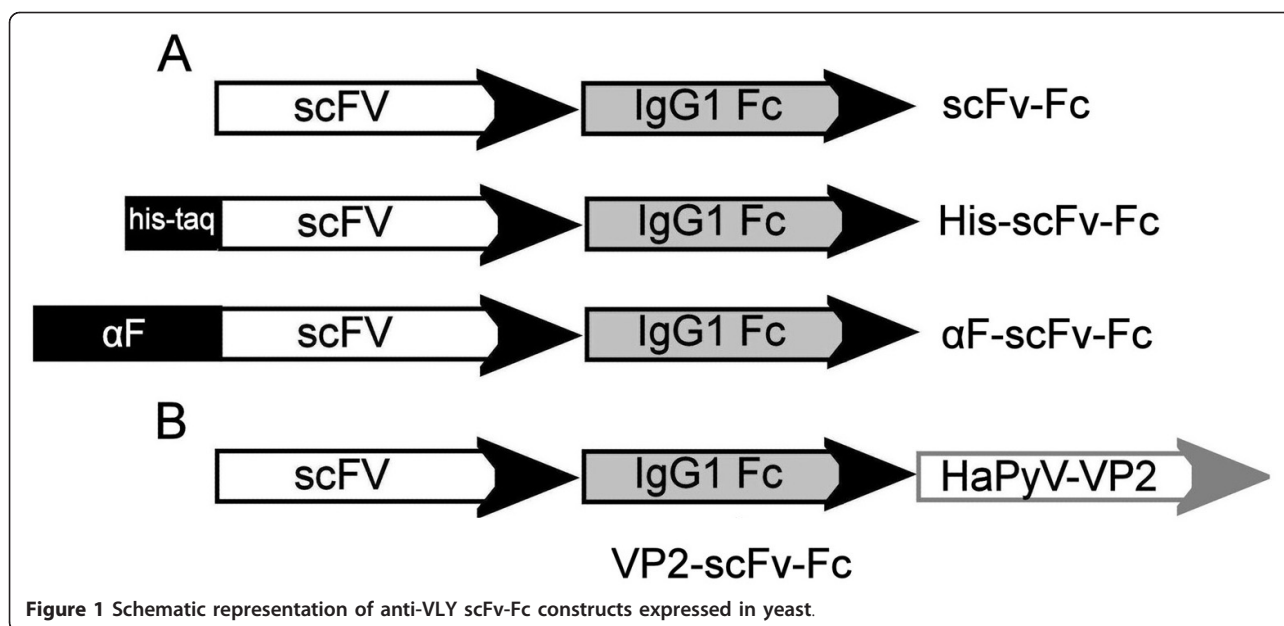 A
scFV IgG1 Fc scFv-Fc
his-taq scFV IgG1 Fc His-scFv-Fc
αF scFV IgG1 Fc αF-scFv-Fc
B
scFV IgG1 Fc HaPyV-VP2
VP2-scFv-Fc
Figure 1 Schematic representation of anti-VLY scFv-Fc constructs expressed in yeast.